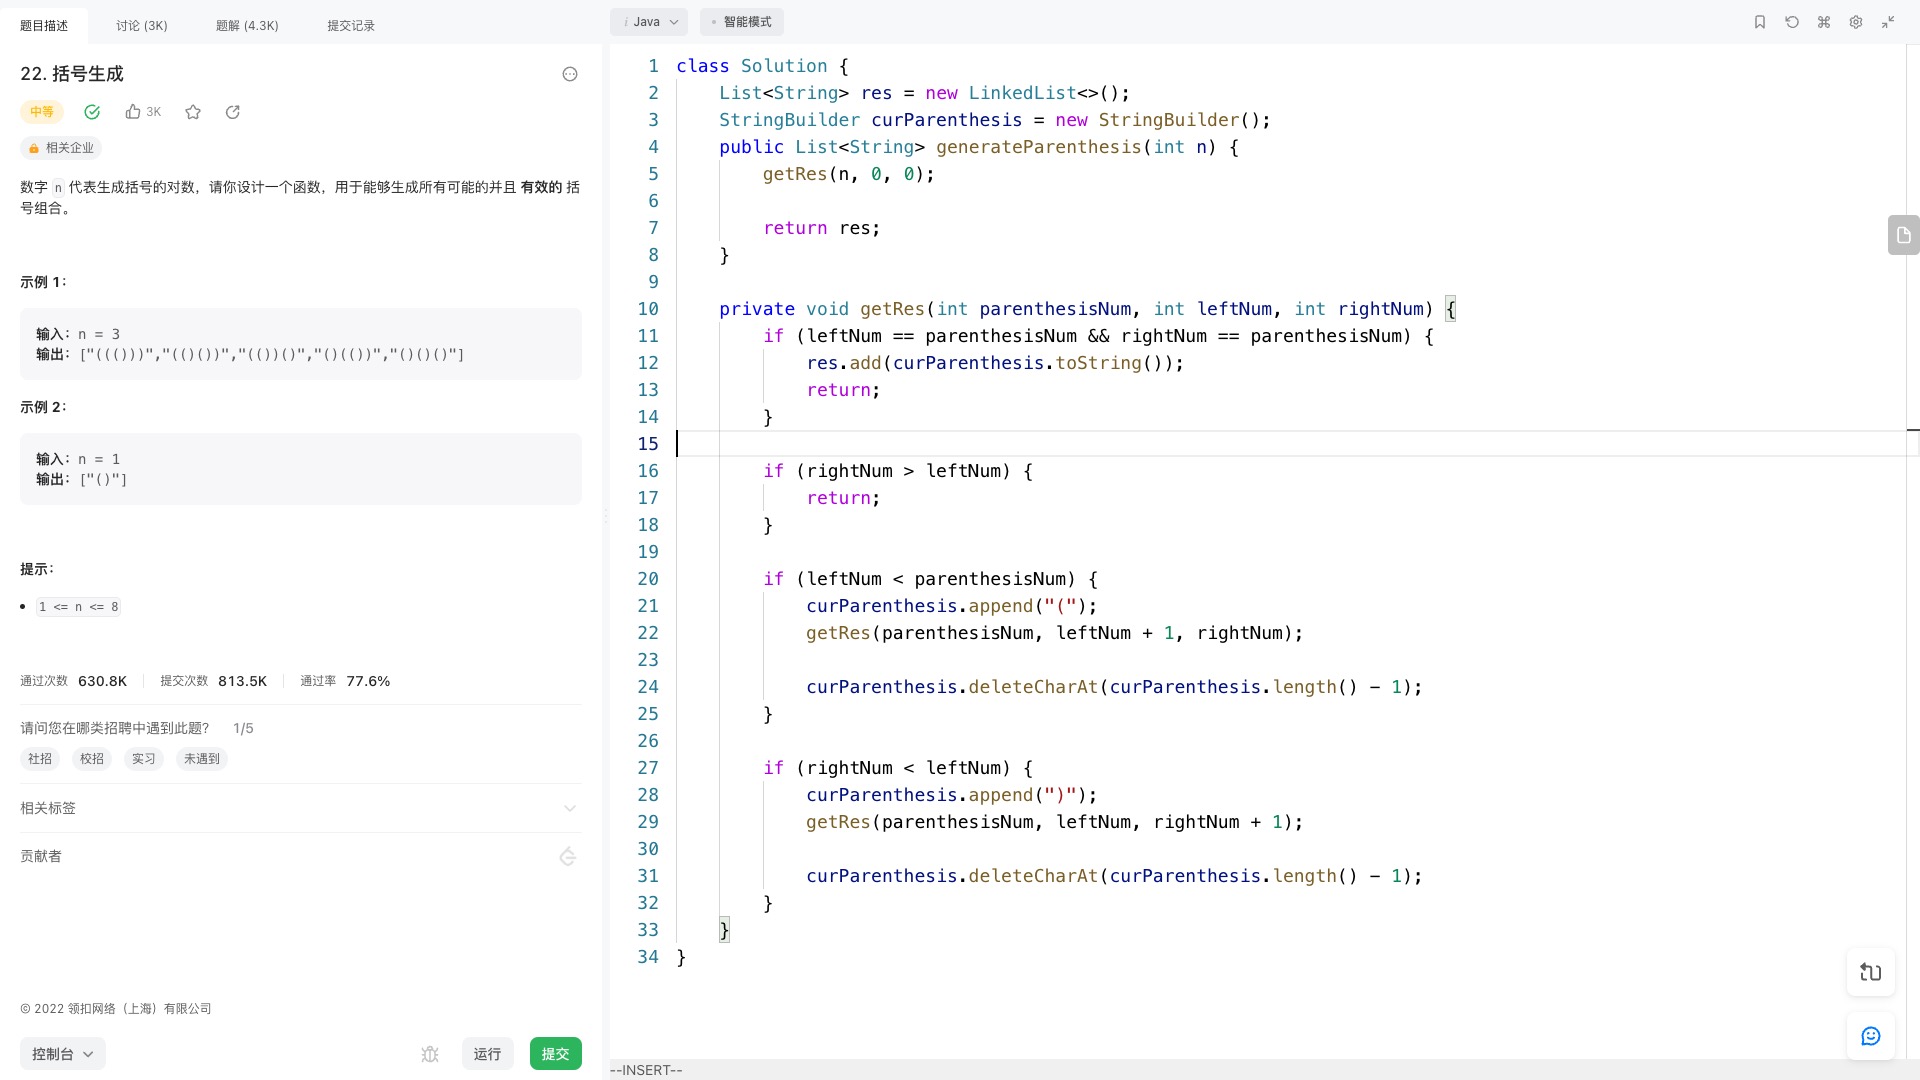 题目描述
讨论 (3K)
题解 (4.3K)
提交记录
22. 括号生成
中等
3K
相关企业
数字 n 代表生成括号的对数，请你设计一个函数，用于能够生成所有可能的并且 有效的 括
号组合。
示例 1：
输入：n = 3
输出：["((()))","(()())","(())()","()(())","()()()"]
示例 2：
输入：n = 1
输出：["()"]
提示：
1 <= n <= 8
通过次数 630.8K 提交次数 813.5K 通过率 77.6%
请问您在哪类招聘中遇到此题？ 1/5
社招 校招 实习 未遇到
相关标签
贡献者
© 2022 领扣网络（上海）有限公司
控制台
运行
提交
i Java
智能模式
1 class Solution {
2     List<String> res = new LinkedList<>();
3     StringBuilder curParenthesis = new StringBuilder();
4     public List<String> generateParenthesis(int n) {
5         getRes(n, 0, 0);
6
7         return res;
8     }
9
10     private void getRes(int parenthesisNum, int leftNum, int rightNum) {
11         if (leftNum == parenthesisNum && rightNum == parenthesisNum) {
12             res.add(curParenthesis.toString());
13             return;
14         }
15
16         if (rightNum > leftNum) {
17             return;
18         }
19
20         if (leftNum < parenthesisNum) {
21             curParenthesis.append("(");
22             getRes(parenthesisNum, leftNum + 1, rightNum);
23
24             curParenthesis.deleteCharAt(curParenthesis.length() - 1);
25         }
26
27         if (rightNum < leftNum) {
28             curParenthesis.append(")");
29             getRes(parenthesisNum, leftNum, rightNum + 1);
30
31             curParenthesis.deleteCharAt(curParenthesis.length() - 1);
32         }
33     }
34 }
--INSERT--